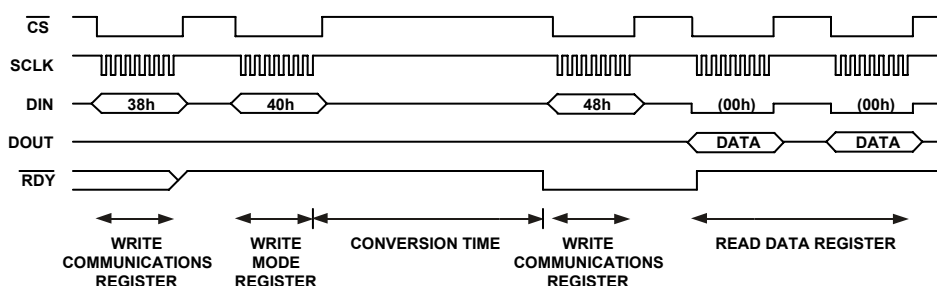 CS
SCLK
DIN 38h 40h 48h (00h) (00h)
DOUT DATA DATA
RDY
WRITE COMMUNICATIONS REGISTER
WRITE MODE REGISTER
CONVERSION TIME
WRITE COMMUNICATIONS REGISTER
READ DATA REGISTER